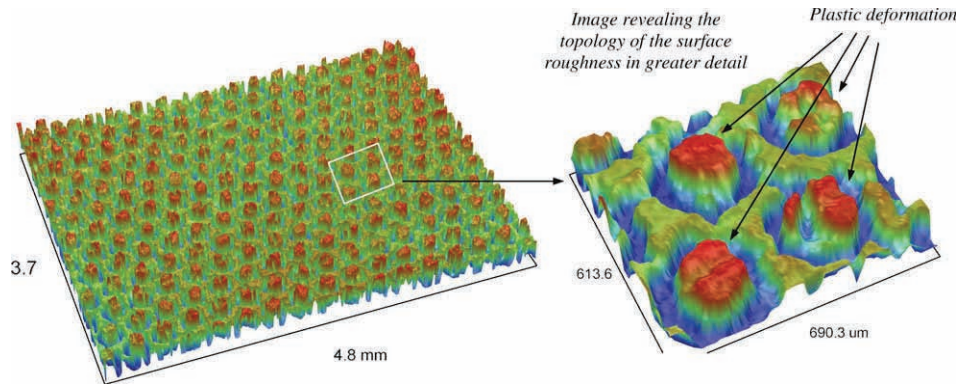 Image revealing the
topology of the surface
roughness in greater detail
Plastic deformation
3.7
4.8 mm
613.6
690.3 um